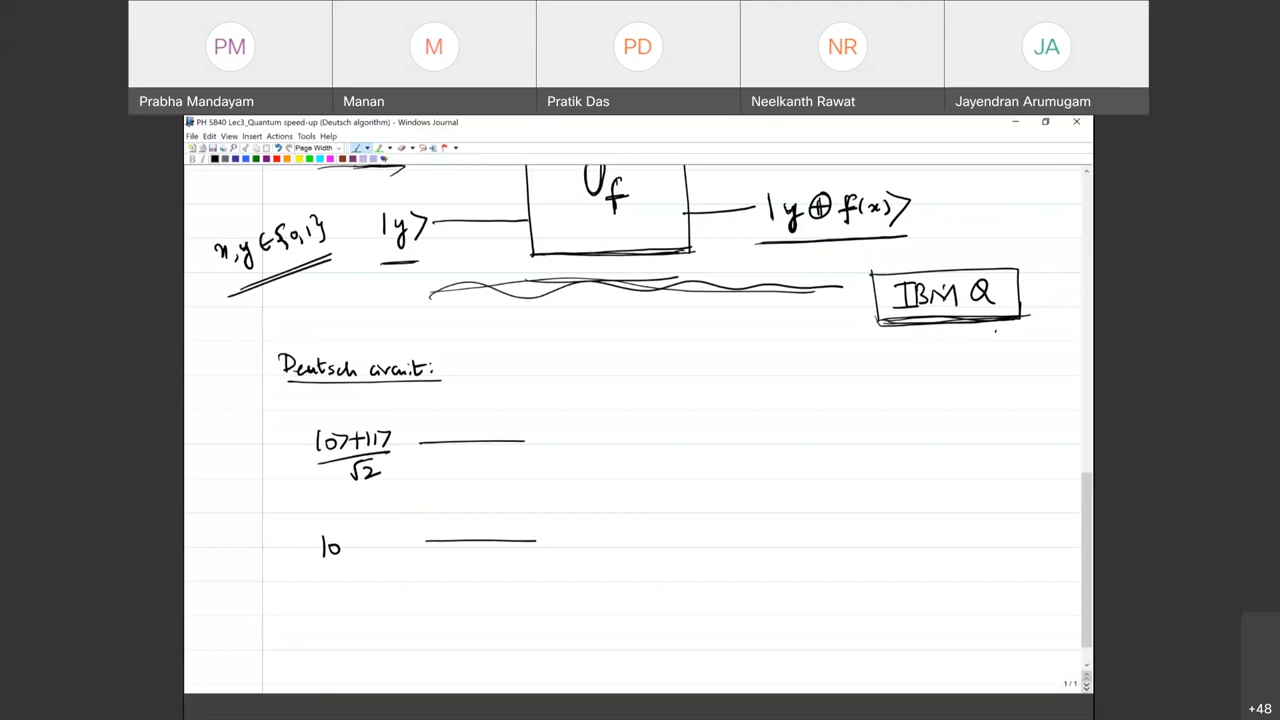 PM
M
PD
NR
JA
Prabha Mandayam
Manan
Pratik Das
Neelkanth Rawat
Jayendran Arumugam
PH 5840 Lec3_Quantum speed-up (Deutsch algorithm) - Windows Journal
File Edit View Insert Actions Tools Help
Page Width
B I
U_f
x, y ∈ {0,1}
|y⟩
|y ⊕ f(x)⟩
IBM Q
Deutsch circuit:
|0⟩+|1⟩
√2
|0
1 / 1
+48